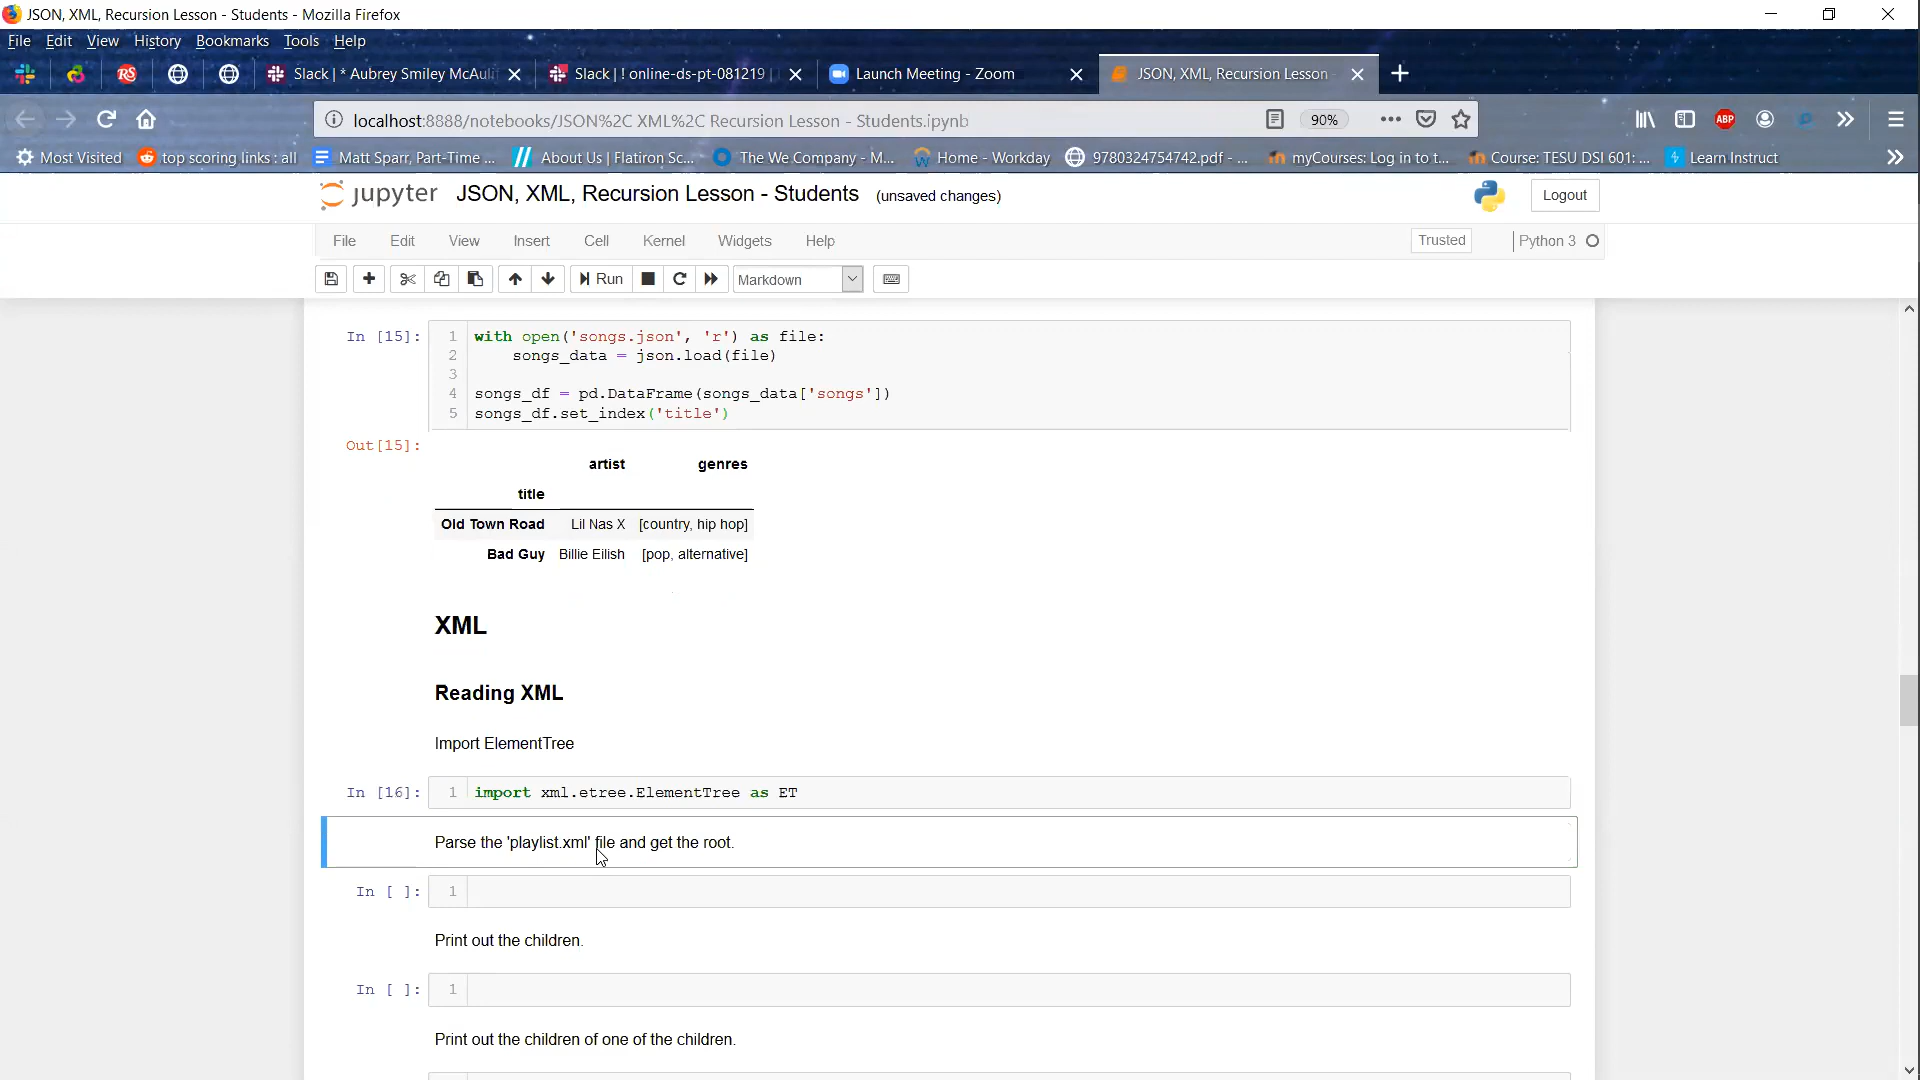 JSON, XML, Recursion Lesson - Students - Mozilla Firefox
File Edit View History Bookmarks Tools Help
Slack | * Aubrey Smiley McAuli Slack | ! online-ds-pt-081219 | Launch Meeting - Zoom JSON, XML, Recursion Lesson -
localhost:8888/notebooks/JSON%2C XML%2C Recursion Lesson - Students.ipynb 90% ABP
Most Visited top scoring links : all Matt Sparr, Part-Time ... About Us | Flatiron Sc... The We Company - M... Home - Workday 9780324754742.pdf - ... myCourses: Log in to t... Course: TESU DSI 601: ... Learn Instruct
jupyter JSON, XML, Recursion Lesson - Students (unsaved changes) Logout
File Edit View Insert Cell Kernel Widgets Help Trusted Python 3
Run Markdown
In [15]: 1 with open('songs.json', 'r') as file:
2 songs_data = json.load(file)
3
4 songs_df = pd.DataFrame(songs_data['songs'])
5 songs_df.set_index('title')
Out[15]:
artist genres
title
Old Town Road Lil Nas X [country, hip hop]
Bad Guy Billie Eilish [pop, alternative]
XML
Reading XML
Import ElementTree
In [16]: 1 import xml.etree.ElementTree as ET
Parse the 'playlist.xml' file and get the root.
In [ ]: 1
Print out the children.
In [ ]: 1
Print out the children of one of the children.